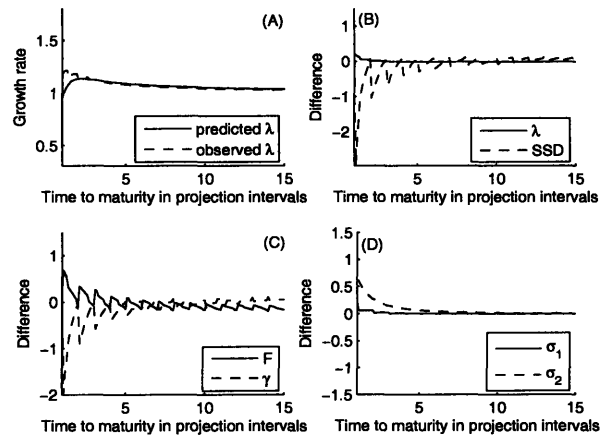 (A)
Growth rate
1.5
1
0.5
predicted λ
observed λ
5 10 15
Time to maturity in projection intervals
(B)
Difference
1
0
−1
−2
λ
SSD
5 10 15
Time to maturity in projection intervals
(C)
Difference
1
0
−1
−2
F
γ
5 10 15
Time to maturity in projection intervals
(D)
Difference
1.5
1
0.5
0
−0.5
−1
−1.5
σ₁
σ₂
5 10 15
Time to maturity in projection intervals